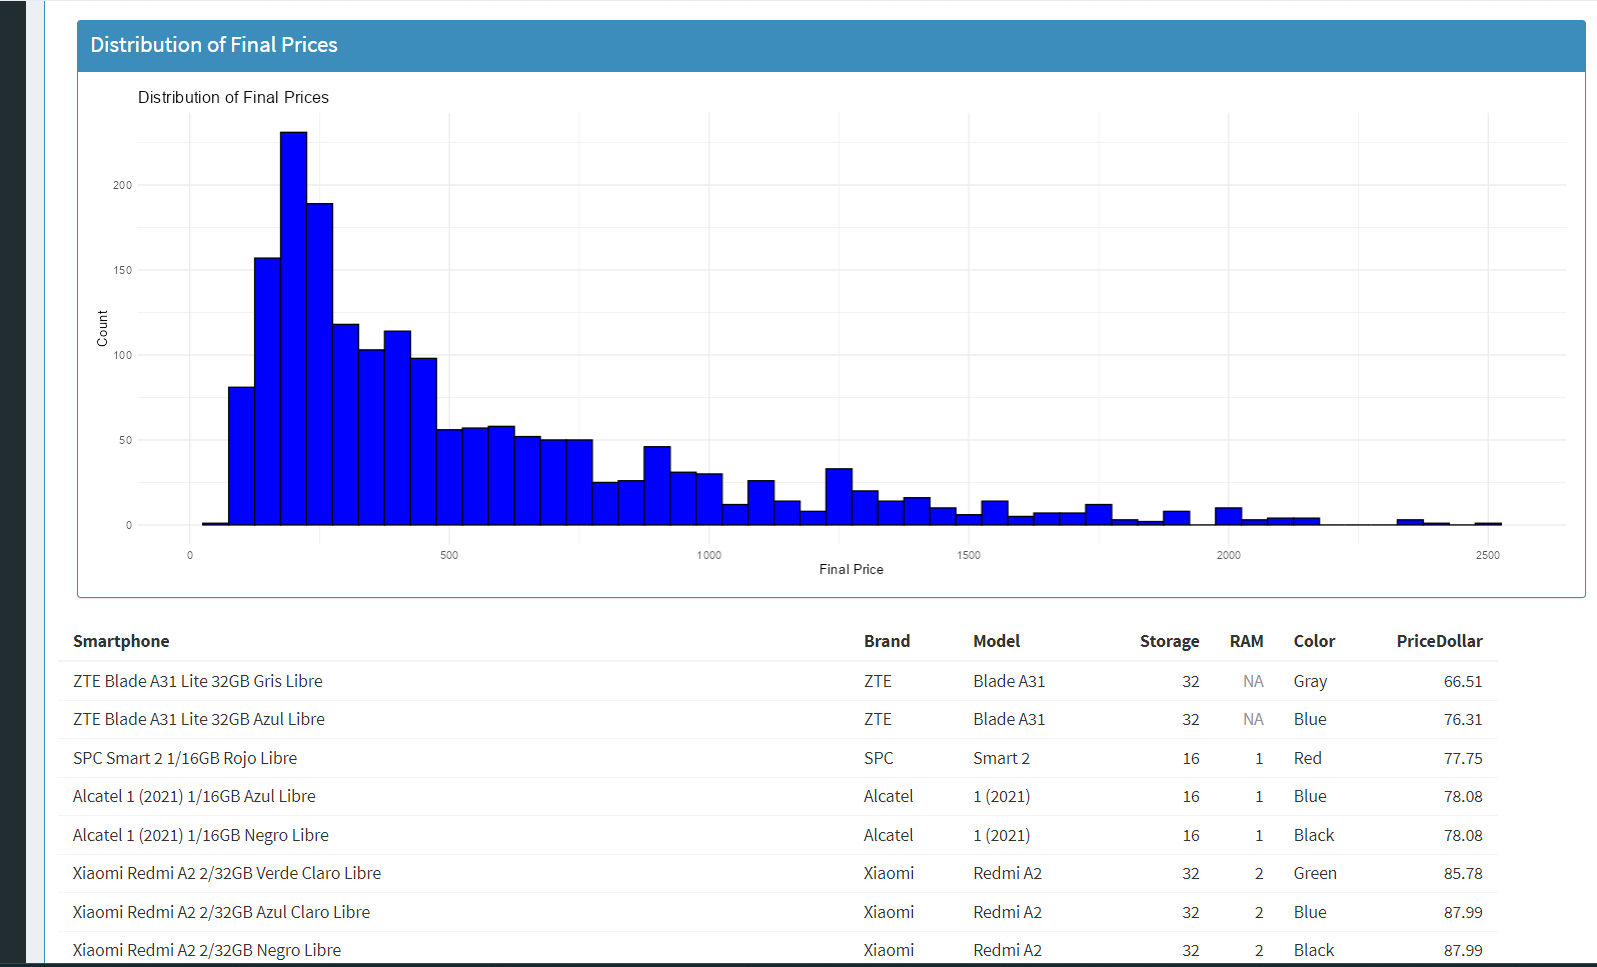 Distribution of Final Prices
Distribution of Final Prices
200
150
100
50
0
Count
0 500 1000 1500 2000 2500
Final Price
Smartphone Brand Model Storage RAM Color PriceDollar
ZTE Blade A31 Lite 32GB Gris Libre ZTE Blade A31 32 NA Gray 66.51
ZTE Blade A31 Lite 32GB Azul Libre ZTE Blade A31 32 NA Blue 76.31
SPC Smart 2 1/16GB Rojo Libre SPC Smart 2 16 1 Red 77.75
Alcatel 1 (2021) 1/16GB Azul Libre Alcatel 1 (2021) 16 1 Blue 78.08
Alcatel 1 (2021) 1/16GB Negro Libre Alcatel 1 (2021) 16 1 Black 78.08
Xiaomi Redmi A2 2/32GB Verde Claro Libre Xiaomi Redmi A2 32 2 Green 85.78
Xiaomi Redmi A2 2/32GB Azul Claro Libre Xiaomi Redmi A2 32 2 Blue 87.99
Xiaomi Redmi A2 2/32GB Negro Libre Xiaomi Redmi A2 32 2 Black 87.99